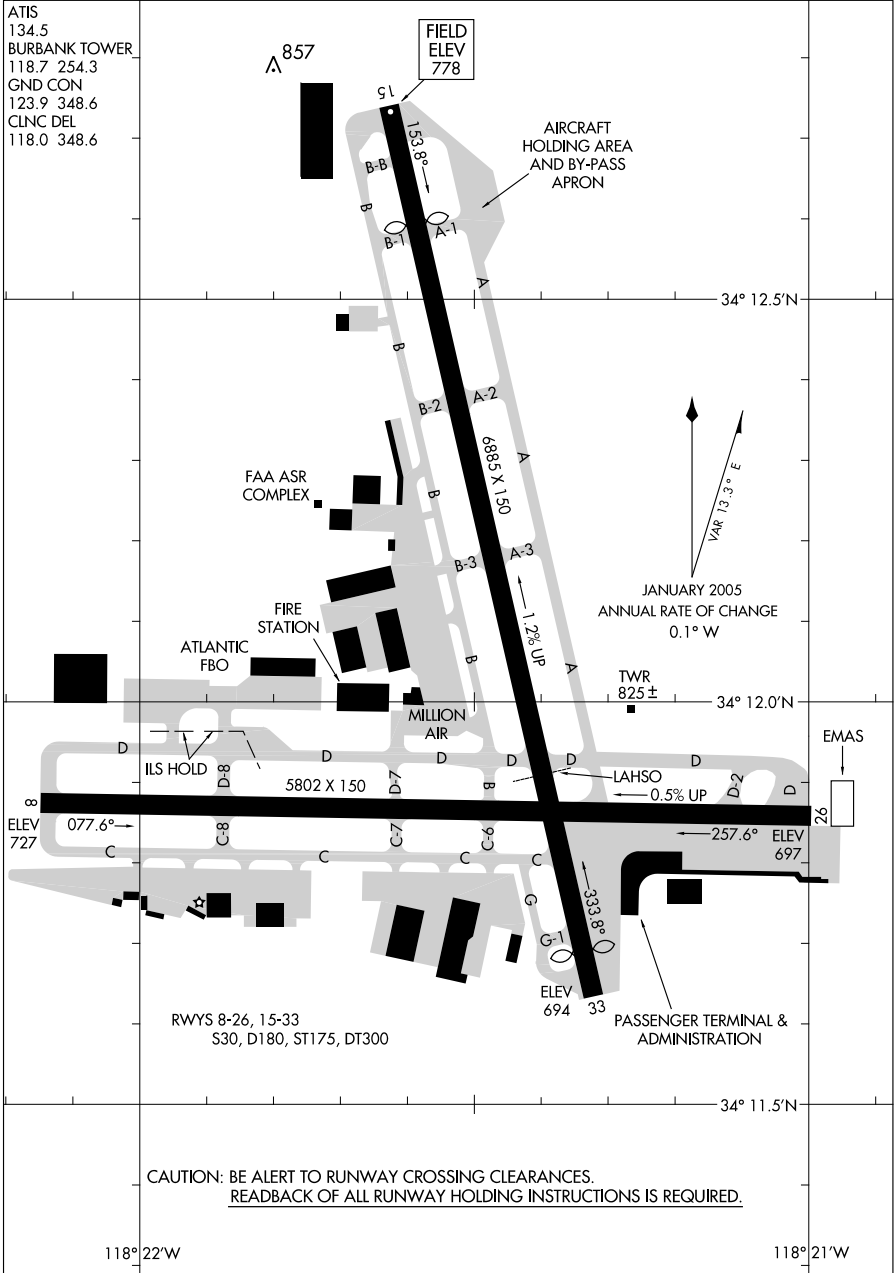 ATIS
134.5
BURBANK TOWER
118.7 254.3
GND CON
123.9 348.6
CLNC DEL
118.0 348.6
857
FIELD
ELEV
778
15
153.8°
AIRCRAFT
HOLDING AREA
AND BY-PASS
APRON
B-B
B
B-1
A-1
A
34° 12.5'N
B
B-2
A-2
6885 X 150
A
B
FAA ASR
COMPLEX
VAR 13.3° E
B-3
A-3
JANUARY 2005
ANNUAL RATE OF CHANGE
0.1° W
1.2% UP
FIRE
STATION
ATLANTIC
FBO
B
A
TWR
825 ±
34° 12.0'N
MILLION
AIR
EMAS
D
D
D
D
D
D
ILS HOLD
LAHSO
D-8
5802 X 150
D-7
B
0.5% UP
D-2
D
8
26
ELEV
727
077.6°
257.6°
ELEV
697
C-8
C-7
C-6
C
C
C
C
G
333.8°
G-1
ELEV
694
33
RWYS 8-26, 15-33
S30, D180, ST175, DT300
PASSENGER TERMINAL &
ADMINISTRATION
34° 11.5'N
CAUTION: BE ALERT TO RUNWAY CROSSING CLEARANCES.
READBACK OF ALL RUNWAY HOLDING INSTRUCTIONS IS REQUIRED.
118° 22'W
118° 21'W